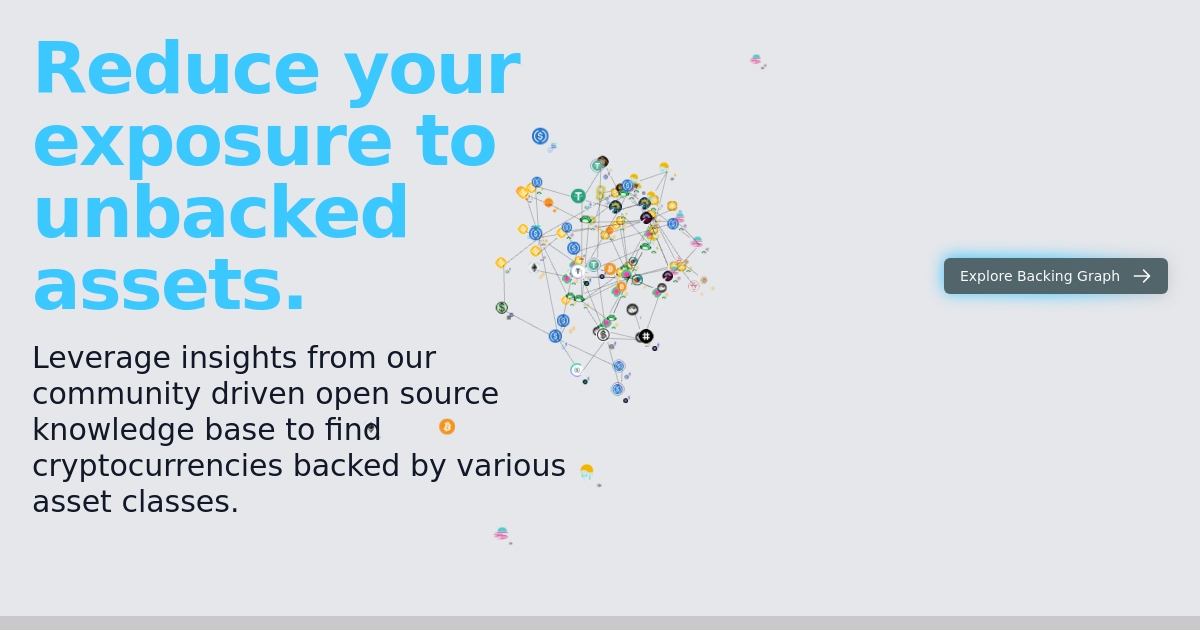 Reduce your
exposure to
unbacked
assets.
Leverage insights from our
community driven open source
knowledge base to find
cryptocurrencies backed by various
asset classes.
Explore Backing Graph